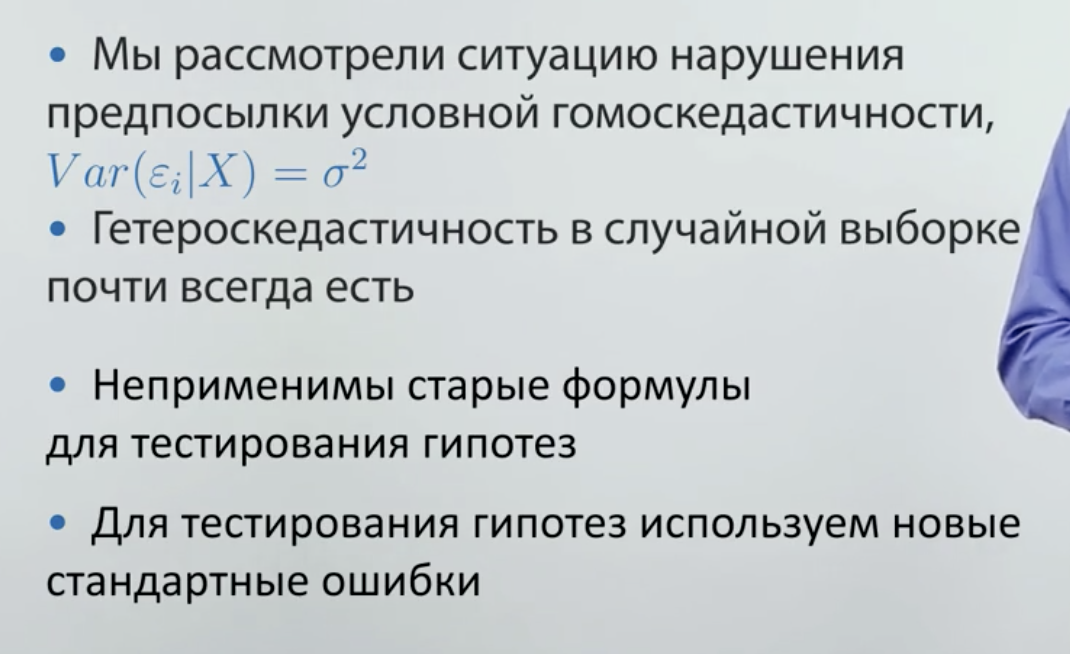 • Мы рассмотрели ситуацию нарушения
предпосылки условной гомоскедастичности,
Var(εᵢ|X) = σ²
• Гетероскедастичность в случайной выборке
почти всегда есть
• Неприменимы старые формулы
для тестирования гипотез
• Для тестирования гипотез используем новые
стандартные ошибки